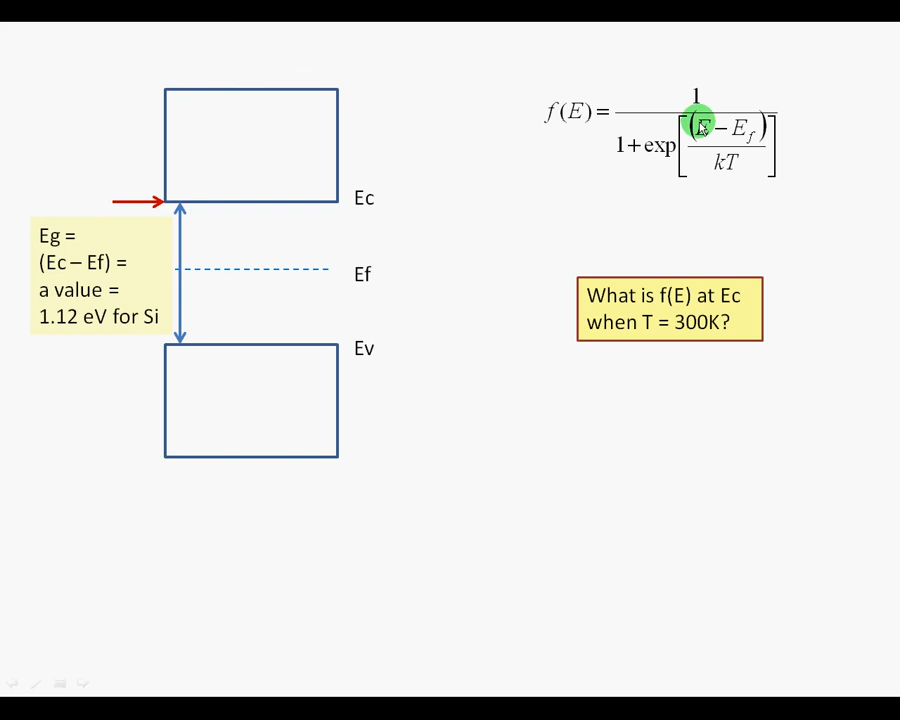 Ec
Eg =
(Ec – Ef) =
a value =
1.12 eV for Si
Ef
Ev
f(E) = 1 / 1+exp[(E − E_f) / kT]
What is f(E) at Ec
when T = 300K?